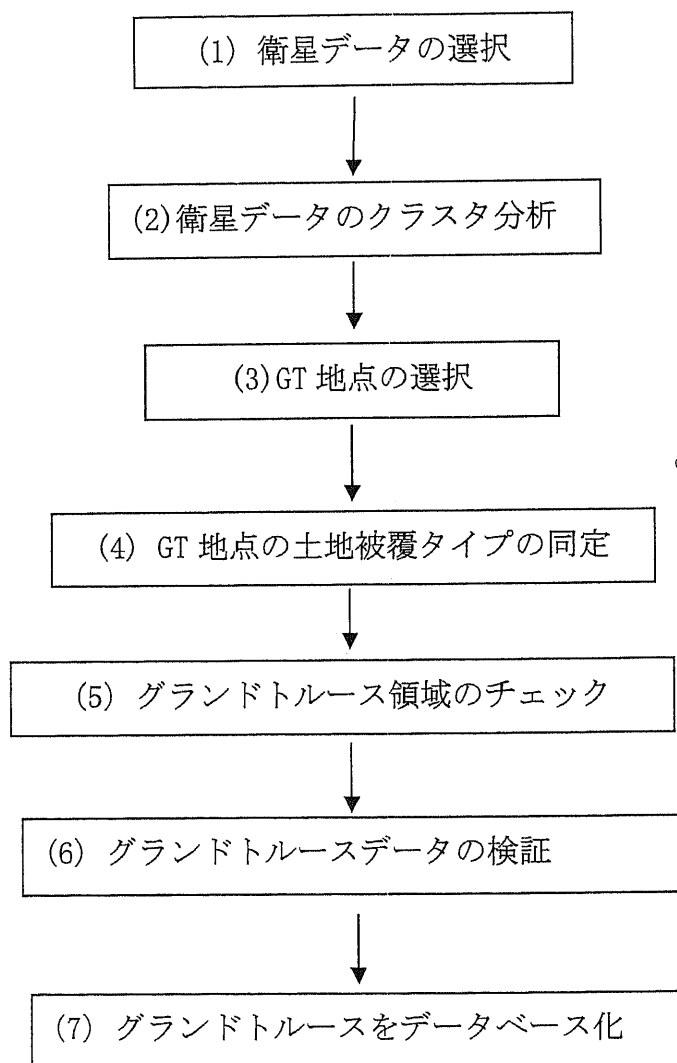 (1) 衛星データの選択
(2)衛星データのクラスタ分析
(3)GT 地点の選択
(4) GT 地点の土地被覆タイプの同定
(5) グランドトルース領域のチェック
(6) グランドトルースデータの検証
(7) グランドトルースをデータベース化